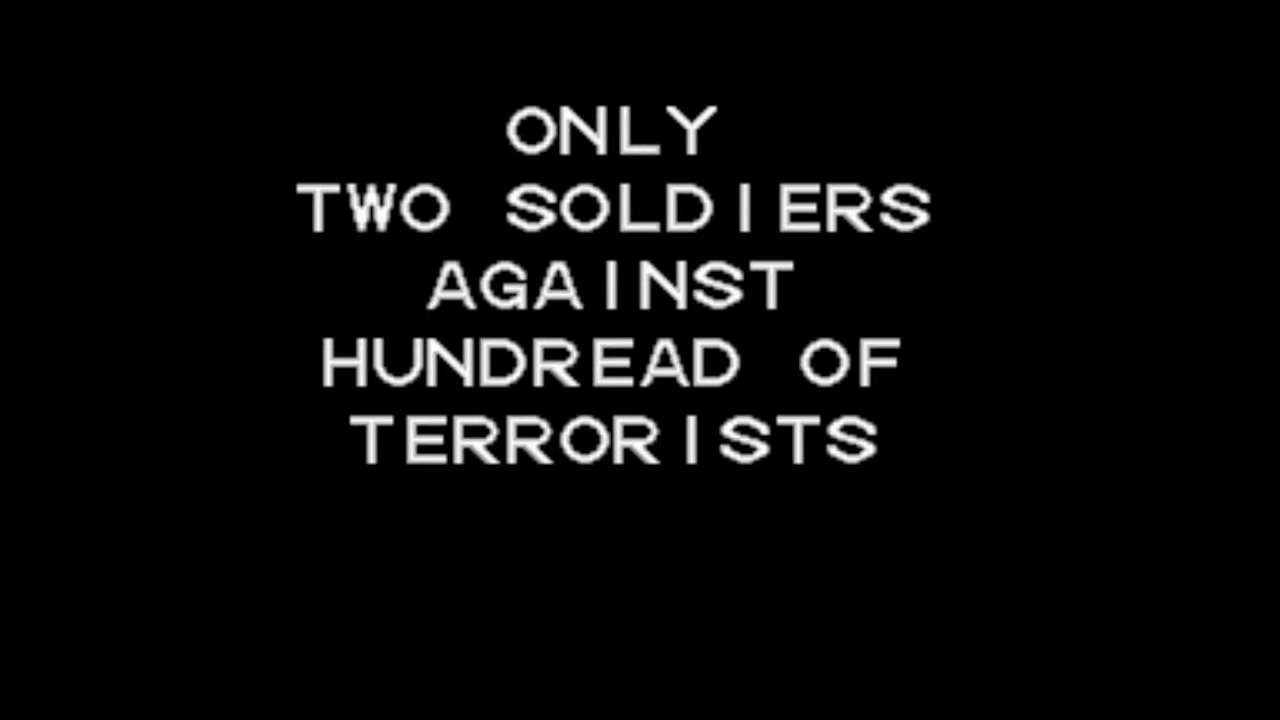 ONLY
TWO SOLDIERS
AGAINST
HUNDREAD OF
TERRORISTS